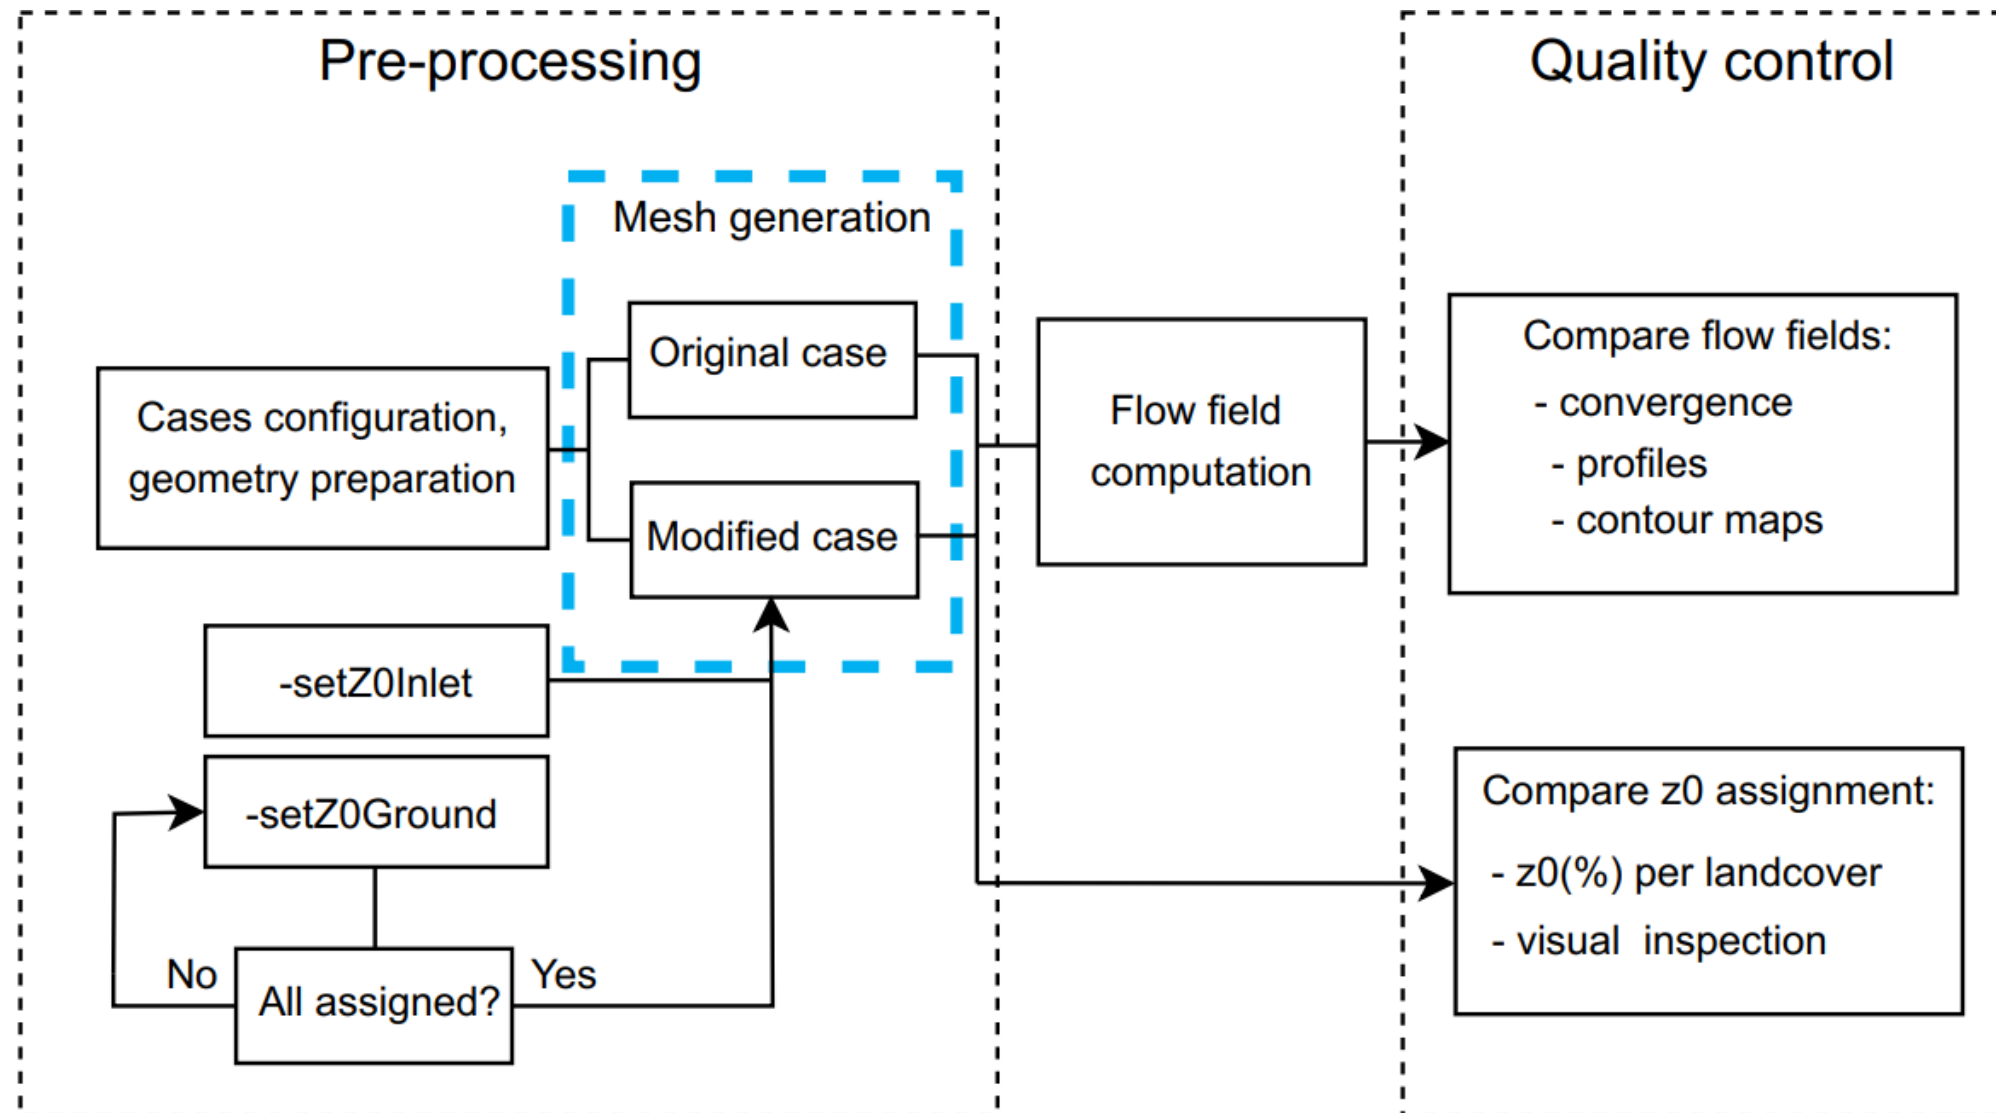 Pre-processing
Mesh generation
Original case
Cases configuration,
geometry preparation
Modified case
-setZ0Inlet
-setZ0Ground
No
All assigned?
Yes
Flow field
computation
Quality control
Compare flow fields:
- convergence
- profiles
- contour maps
Compare z0 assignment:
- z0(%) per landcover
- visual inspection